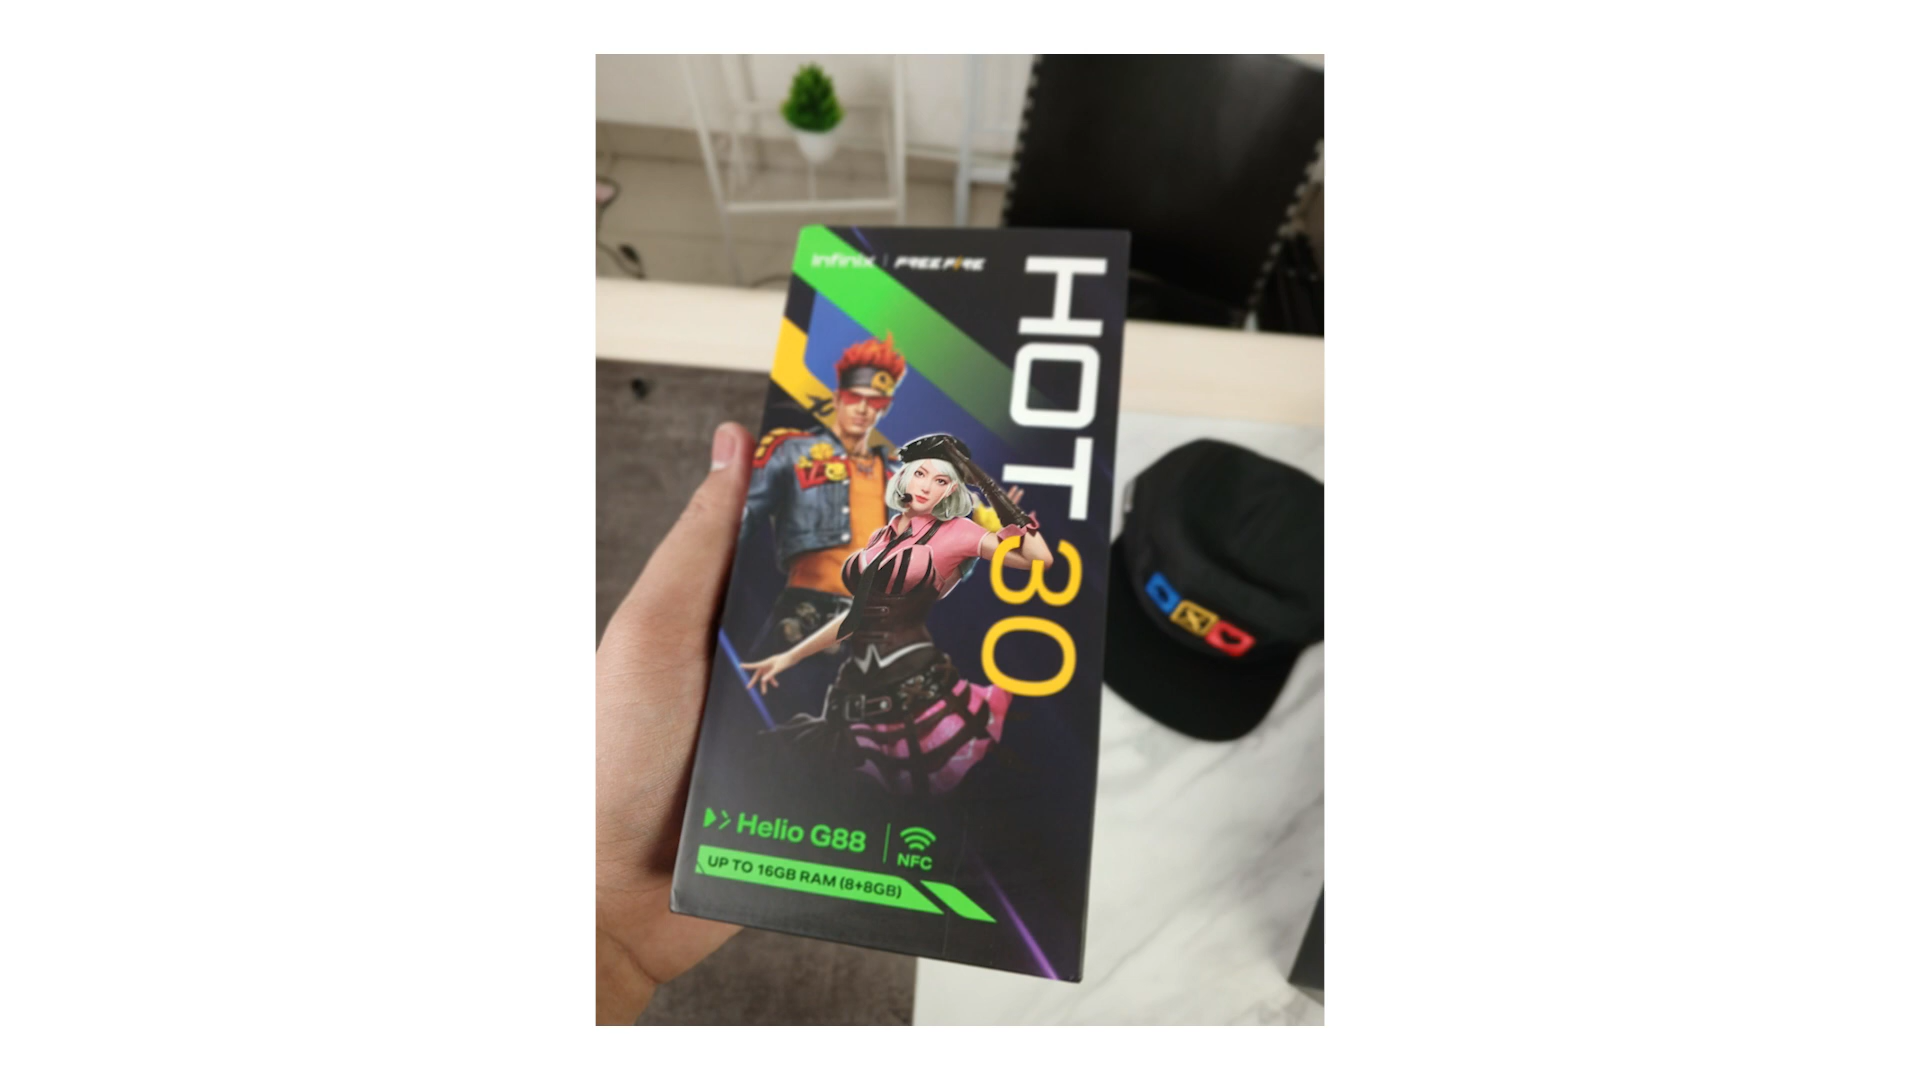 Infinix | FREE FIRE
HOT 30
Helio G88
NFC
UP TO 16GB RAM (8+8GB)